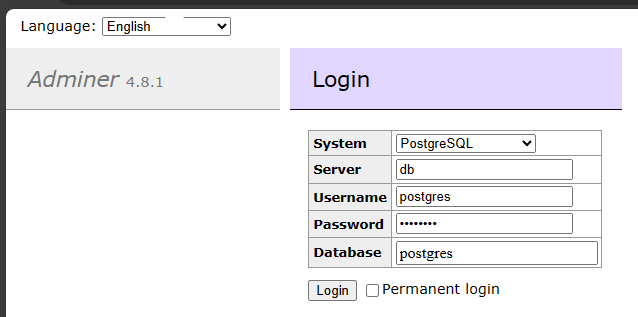 Language: English
Adminer 4.8.1
Login
System PostgreSQL
Server db
Username postgres
Password ••••••••
Database postgres
Login Permanent login